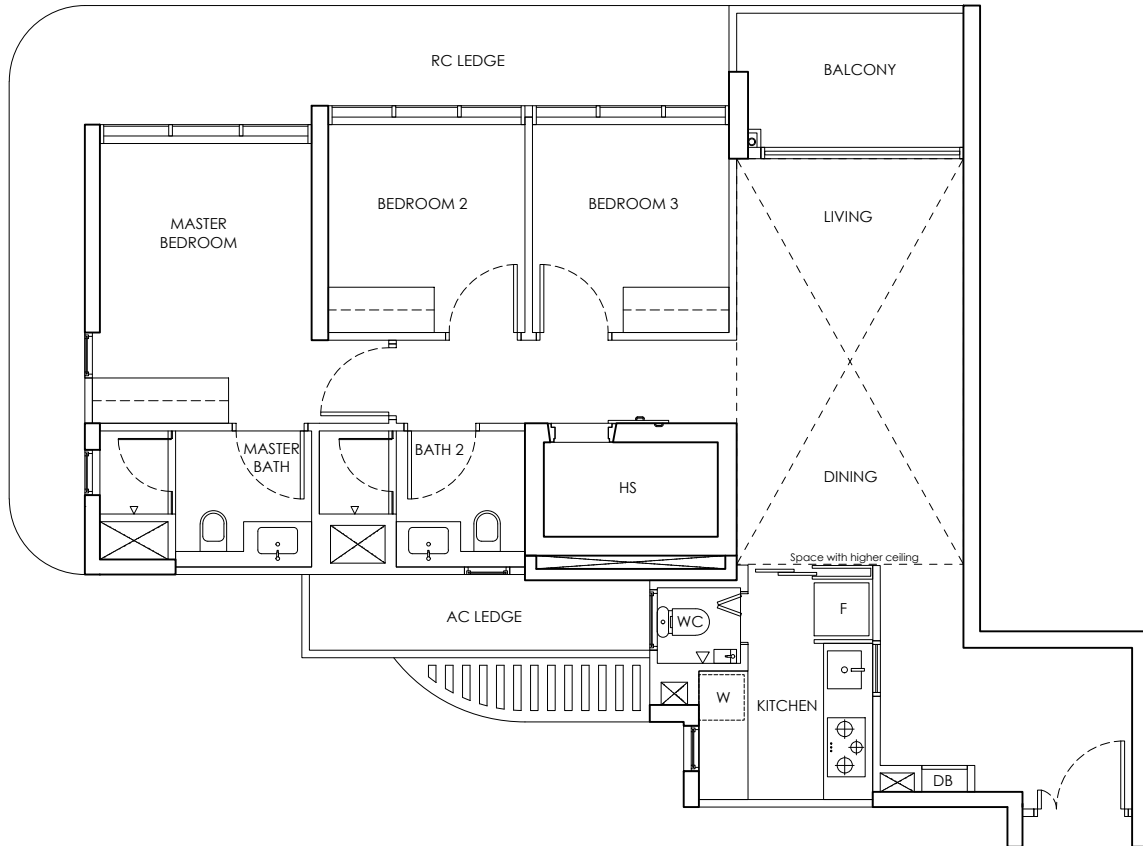 RC LEDGE
BALCONY
MASTER
BEDROOM
BEDROOM 2
BEDROOM 3
LIVING
MASTER
BATH
BATH 2
HS
DINING
Space with higher ceiling
AC LEDGE
WC
F
W
KITCHEN
DB